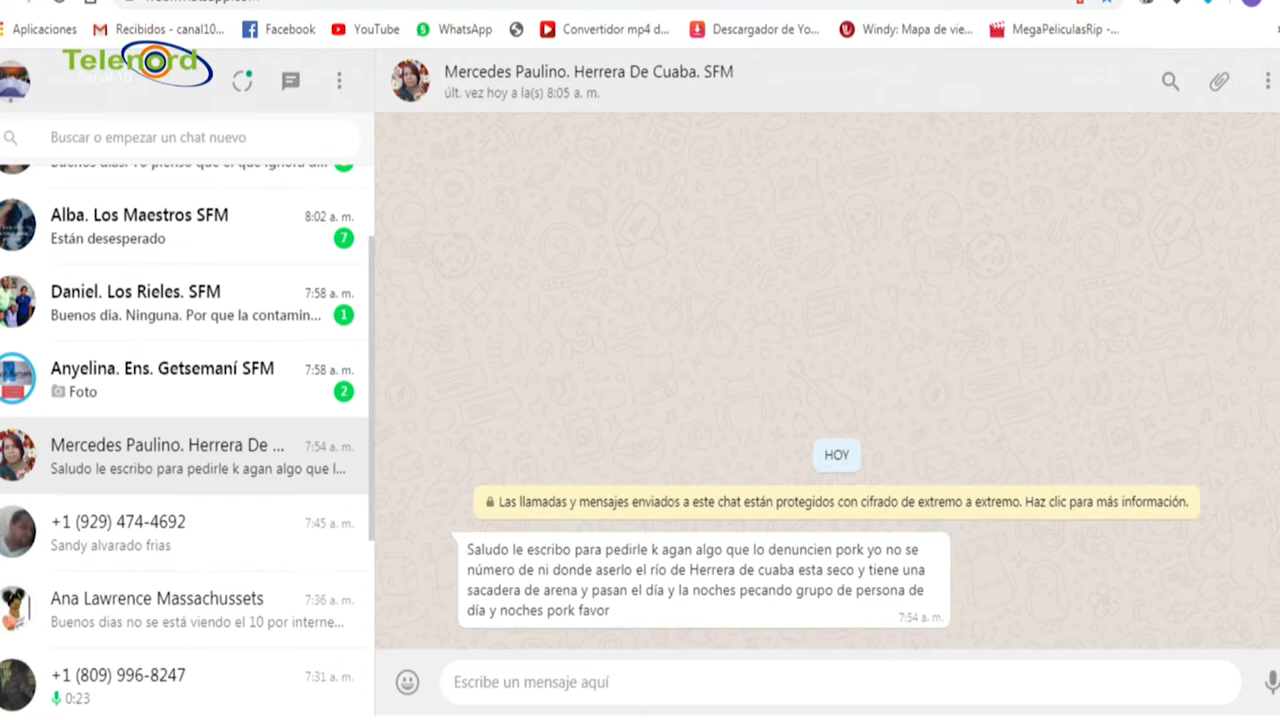 Aplicaciones
Recibidos - canal10...
Facebook
YouTube
WhatsApp
Convertidor mp4 d...
Descargador de Yo...
Windy: Mapa de vie...
MegaPeliculasRip -...
Telenord
Canal 10
Mercedes Paulino. Herrera De Cuaba. SFM
últ. vez hoy a la(s) 8:05 a. m.
Buscar o empezar un chat nuevo
Alba. Los Maestros SFM
8:02 a. m.
Están desesperado
7
Daniel. Los Rieles. SFM
7:58 a. m.
Buenos dia. Ninguna. Por que la contamin...
1
Anyelina. Ens. Getsemaní SFM
7:58 a. m.
Foto
2
Mercedes Paulino. Herrera De ...
7:54 a. m.
Saludo le escribo para pedirle k agan algo que l...
+1 (929) 474-4692
7:45 a. m.
Sandy alvarado frias
Ana Lawrence Massachussets
7:36 a. m.
Buenos dias no se está viendo el 10 por interne...
+1 (809) 996-8247
7:31 a. m.
0:23
HOY
Las llamadas y mensajes enviados a este chat están protegidos con cifrado de extremo a extremo. Haz clic para más información.
Saludo le escribo para pedirle k agan algo que lo denuncien pork yo no se
número de ni donde aserlo el río de Herrera de cuaba esta seco y tiene una
sacadera de arena y pasan el día y la noches pecando grupo de persona de
día y noches pork favor
7:54 a. m.
Escribe un mensaje aquí